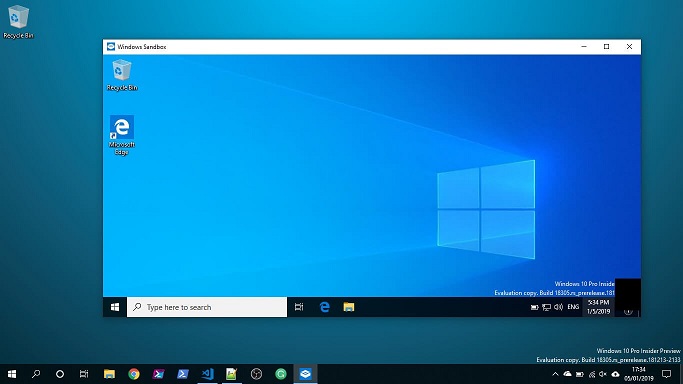 Recycle Bin
Windows Sandbox
Recycle Bin
Microsoft
Edge
Windows 10 Pro Inside
Evaluation copy. Build 18305.rs_prerelease.181
Type here to search
ENG
5:34 PM
1/5/2019
Windows 10 Pro Insider Preview
Evaluation copy. Build 18305.rs_prerelease.181213-2133
17:34
05/01/2019